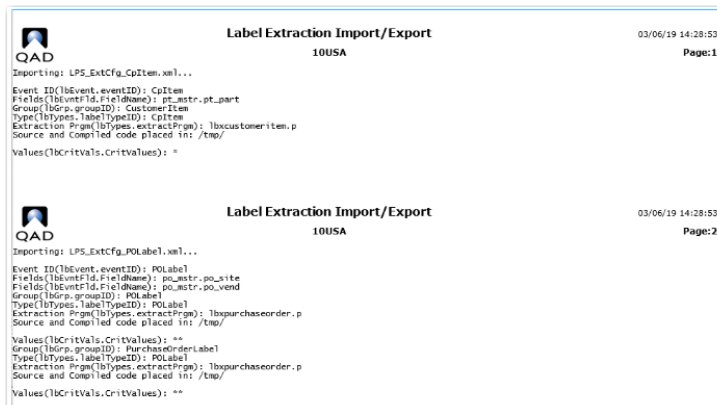 Label Extraction Import/Export
03/06/19 14:28:53
QAD
10USA
Page:1
Importing: LPS_ExtCfg_CpItem.xml...
Event ID(lbEvent.eventID): CpItem
Fields(lbEvntFld.FieldName): pt_mstr.pt_part
Group(lbGrp.groupID): CustomerItem
Type(lbTypes.labelTypeID): CpItem
Extraction Prgm(lbTypes.extractPrgm): lbxcustomeritem.p
Source and Compiled code placed in: /tmp/
Values(lbCritVals.CritValues): *
Label Extraction Import/Export
03/06/19 14:28:53
QAD
10USA
Page:2
Importing: LPS_ExtCfg_POLabel.xml...
Event ID(lbEvent.eventID): POLabel
Fields(lbEvntFld.FieldName): po_mstr.po_site
Fields(lbEvntFld.FieldName): po_mstr.po_vend
Group(lbGrp.groupID): POLabel
Type(lbTypes.labelTypeID): POLabel
Extraction Prgm(lbTypes.extractPrgm): lbxpurchaseorder.p
Source and Compiled code placed in: /tmp/
Values(lbCritVals.CritValues): **
Group(lbGrp.groupID): PurchaseOrderLabel
Type(lbTypes.labelTypeID): POLabel
Extraction Prgm(lbTypes.extractPrgm): lbxpurchaseorder.p
Source and Compiled code placed in: /tmp/
Values(lbCritVals.CritValues): **